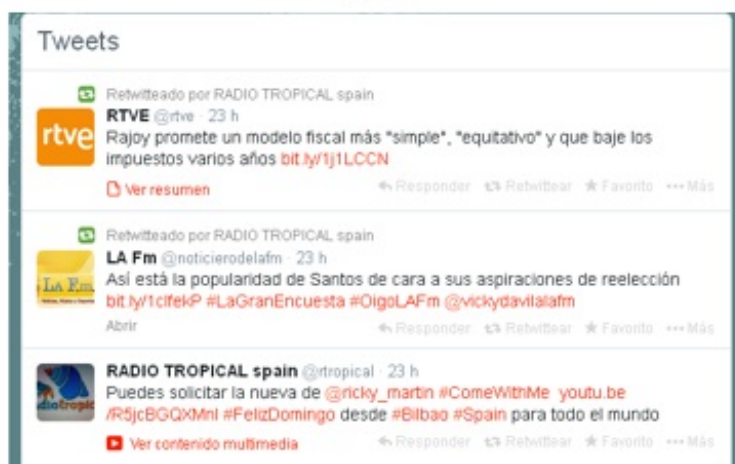 Tweets
Retwitteado por RADIO TROPICAL spain
RTVE @rtve · 23 h
rtve
Rajoy promete un modelo fiscal más "simple", "equitativo" y que baje los
impuestos varios años bit.ly/1j1LCCN
Ver resumen Responder Retwittear Favorito Más
Retwitteado por RADIO TROPICAL spain
LA Fm @noticierodelafm · 23 h
LA Fm
Así está la popularidad de Santos de cara a sus aspiraciones de reelección
bit.ly/1clfekP #LaGranEncuesta #OigoLAFm @vickydavilalafm
Abrir Responder Retwittear Favorito Más
RADIO TROPICAL spain @rtropical · 23 h
Puedes solicitar la nueva de @ricky_martin #ComeWithMe youtu.be
/R5jcBGQXMnI #FelizDomingo desde #Bilbao #Spain para todo el mundo
Ver contenido multimedia Responder Retwittear Favorito Más